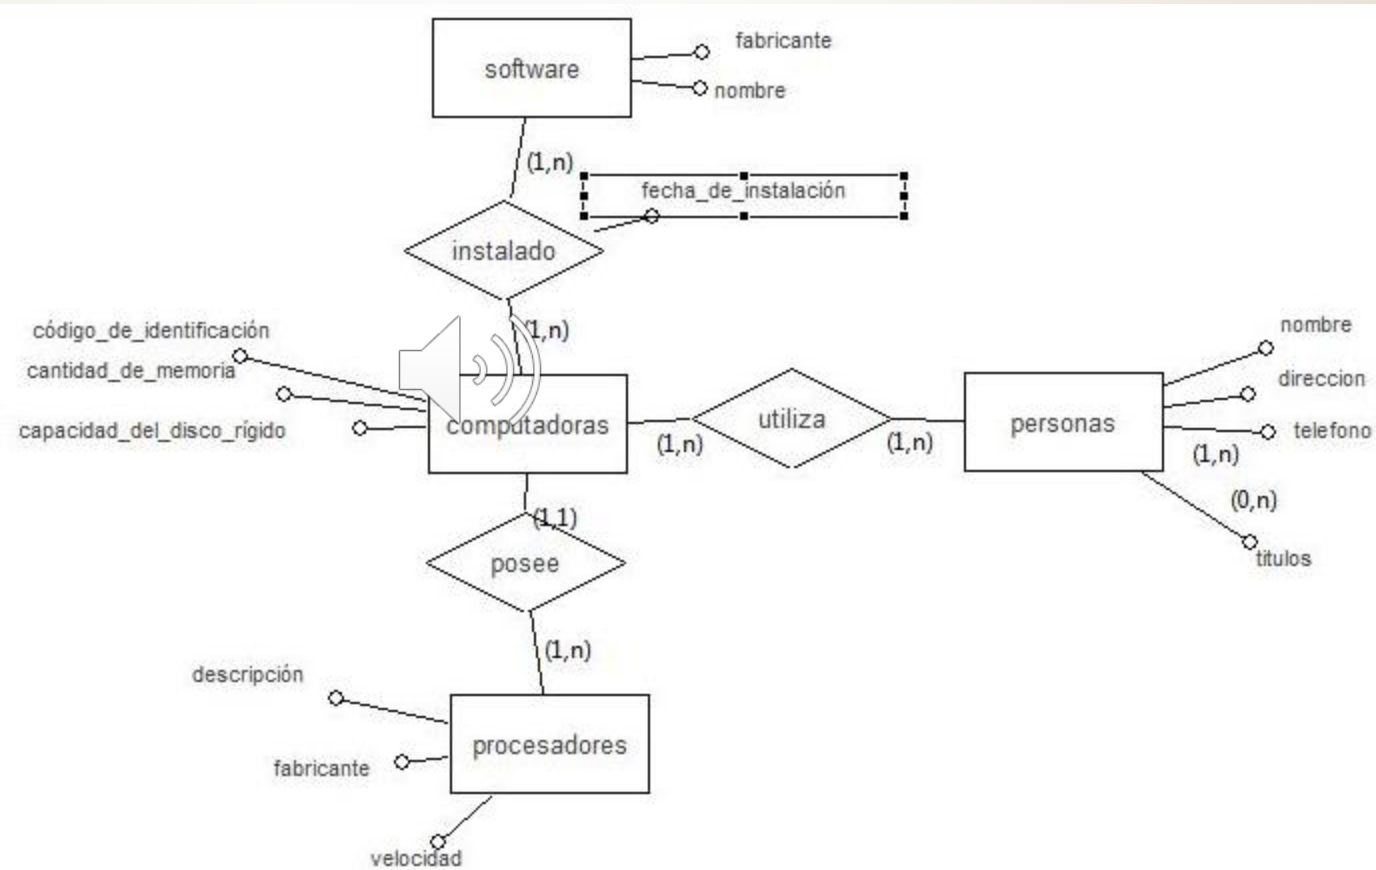 fabricante
software
nombre
(1,n)
fecha_de_instalación
instalado
(1,n)
código_de_identificación
cantidad_de_memoria
capacidad_del_disco_rígido
computadoras
(1,n)
utiliza
(1,n)
personas
nombre
direccion
telefono
(1,n)
(0,n)
titulos
(1,1)
posee
(1,n)
descripción
procesadores
fabricante
velocidad